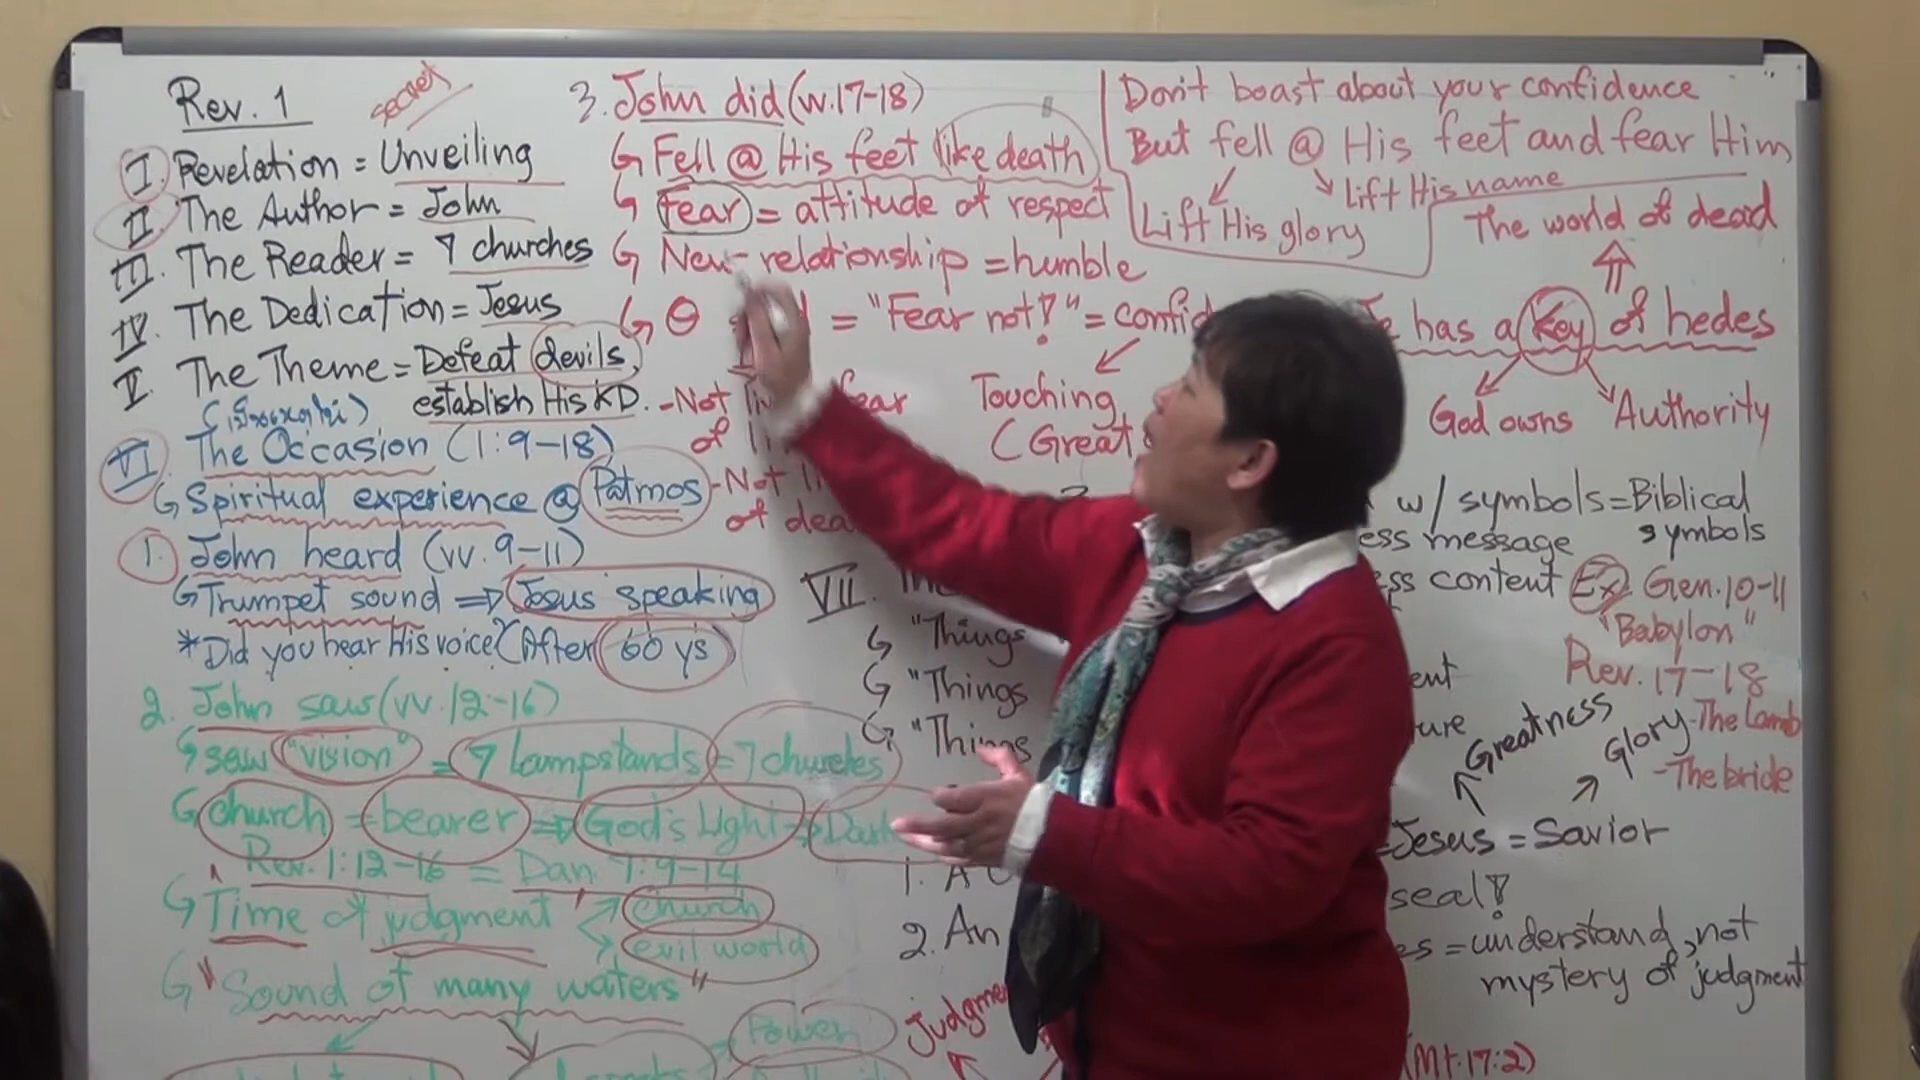 Rev. 1
secret
I. Revelation = Unveiling
II. The Author = John
III. The Reader = 7 churches
IV. The Dedication = Jesus
V. The Theme = Defeat devils,
establish His KD.
VI. The Occasion (1:9-18)
Spiritual experience @ Patmos
1. John heard (vv. 9-11)
Trumpet sound ⇒ Jesus speaking
*Did you hear His voice? (After 60 ys
2. John saw (vv. 12-16)
saw "vision" = 7 lampstands = 7 churches
church = bearer ⇒ God's Light ⇒ Dark
Rev. 1:12-16 = Dan. 7:9-14
Time of judgment
church
evil world
"Sound of many waters"
Power
3. John did (vv. 17-18)
Fell @ His feet like death
Fear = attitude of respect
New relationship = humble
= "Fear not!" = confid
-Not li fear
of li
-Not li
of dea
Touching
(Great
Don't boast about your confidence
But fell @ His feet and fear Him
Lift His name
Lift His glory
The world of dead
He has a Key of hedes
God owns
Authority
VII.
"Things
"Things
"Things
w/ symbols = Biblical
symbols
ess message
ess content
Ex) Gen. 10-11
"Babylon"
Rev. 17-18
ent
ure
Greatness
Glory -The Lamb
-The bride
Jesus = Savior
1. A
2. An
seal!
es = understand, not
mystery of judgment
Judgme
(Mt. 17:2)